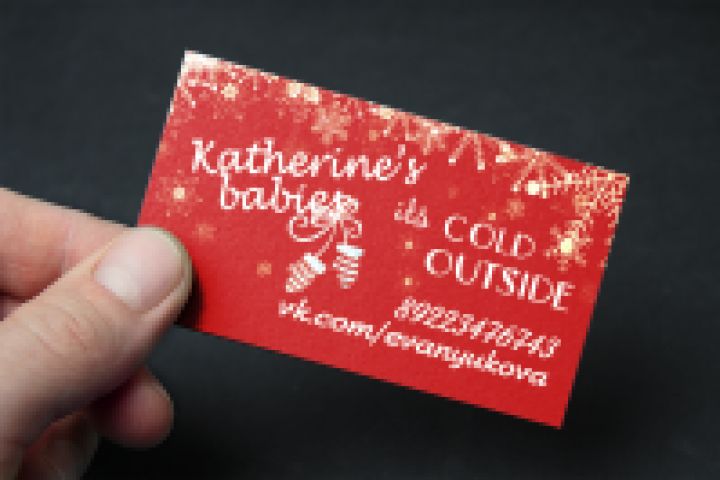 Katherine's
babies
its COLD
OUTSIDE
89223476743
vk.com/evanyukova